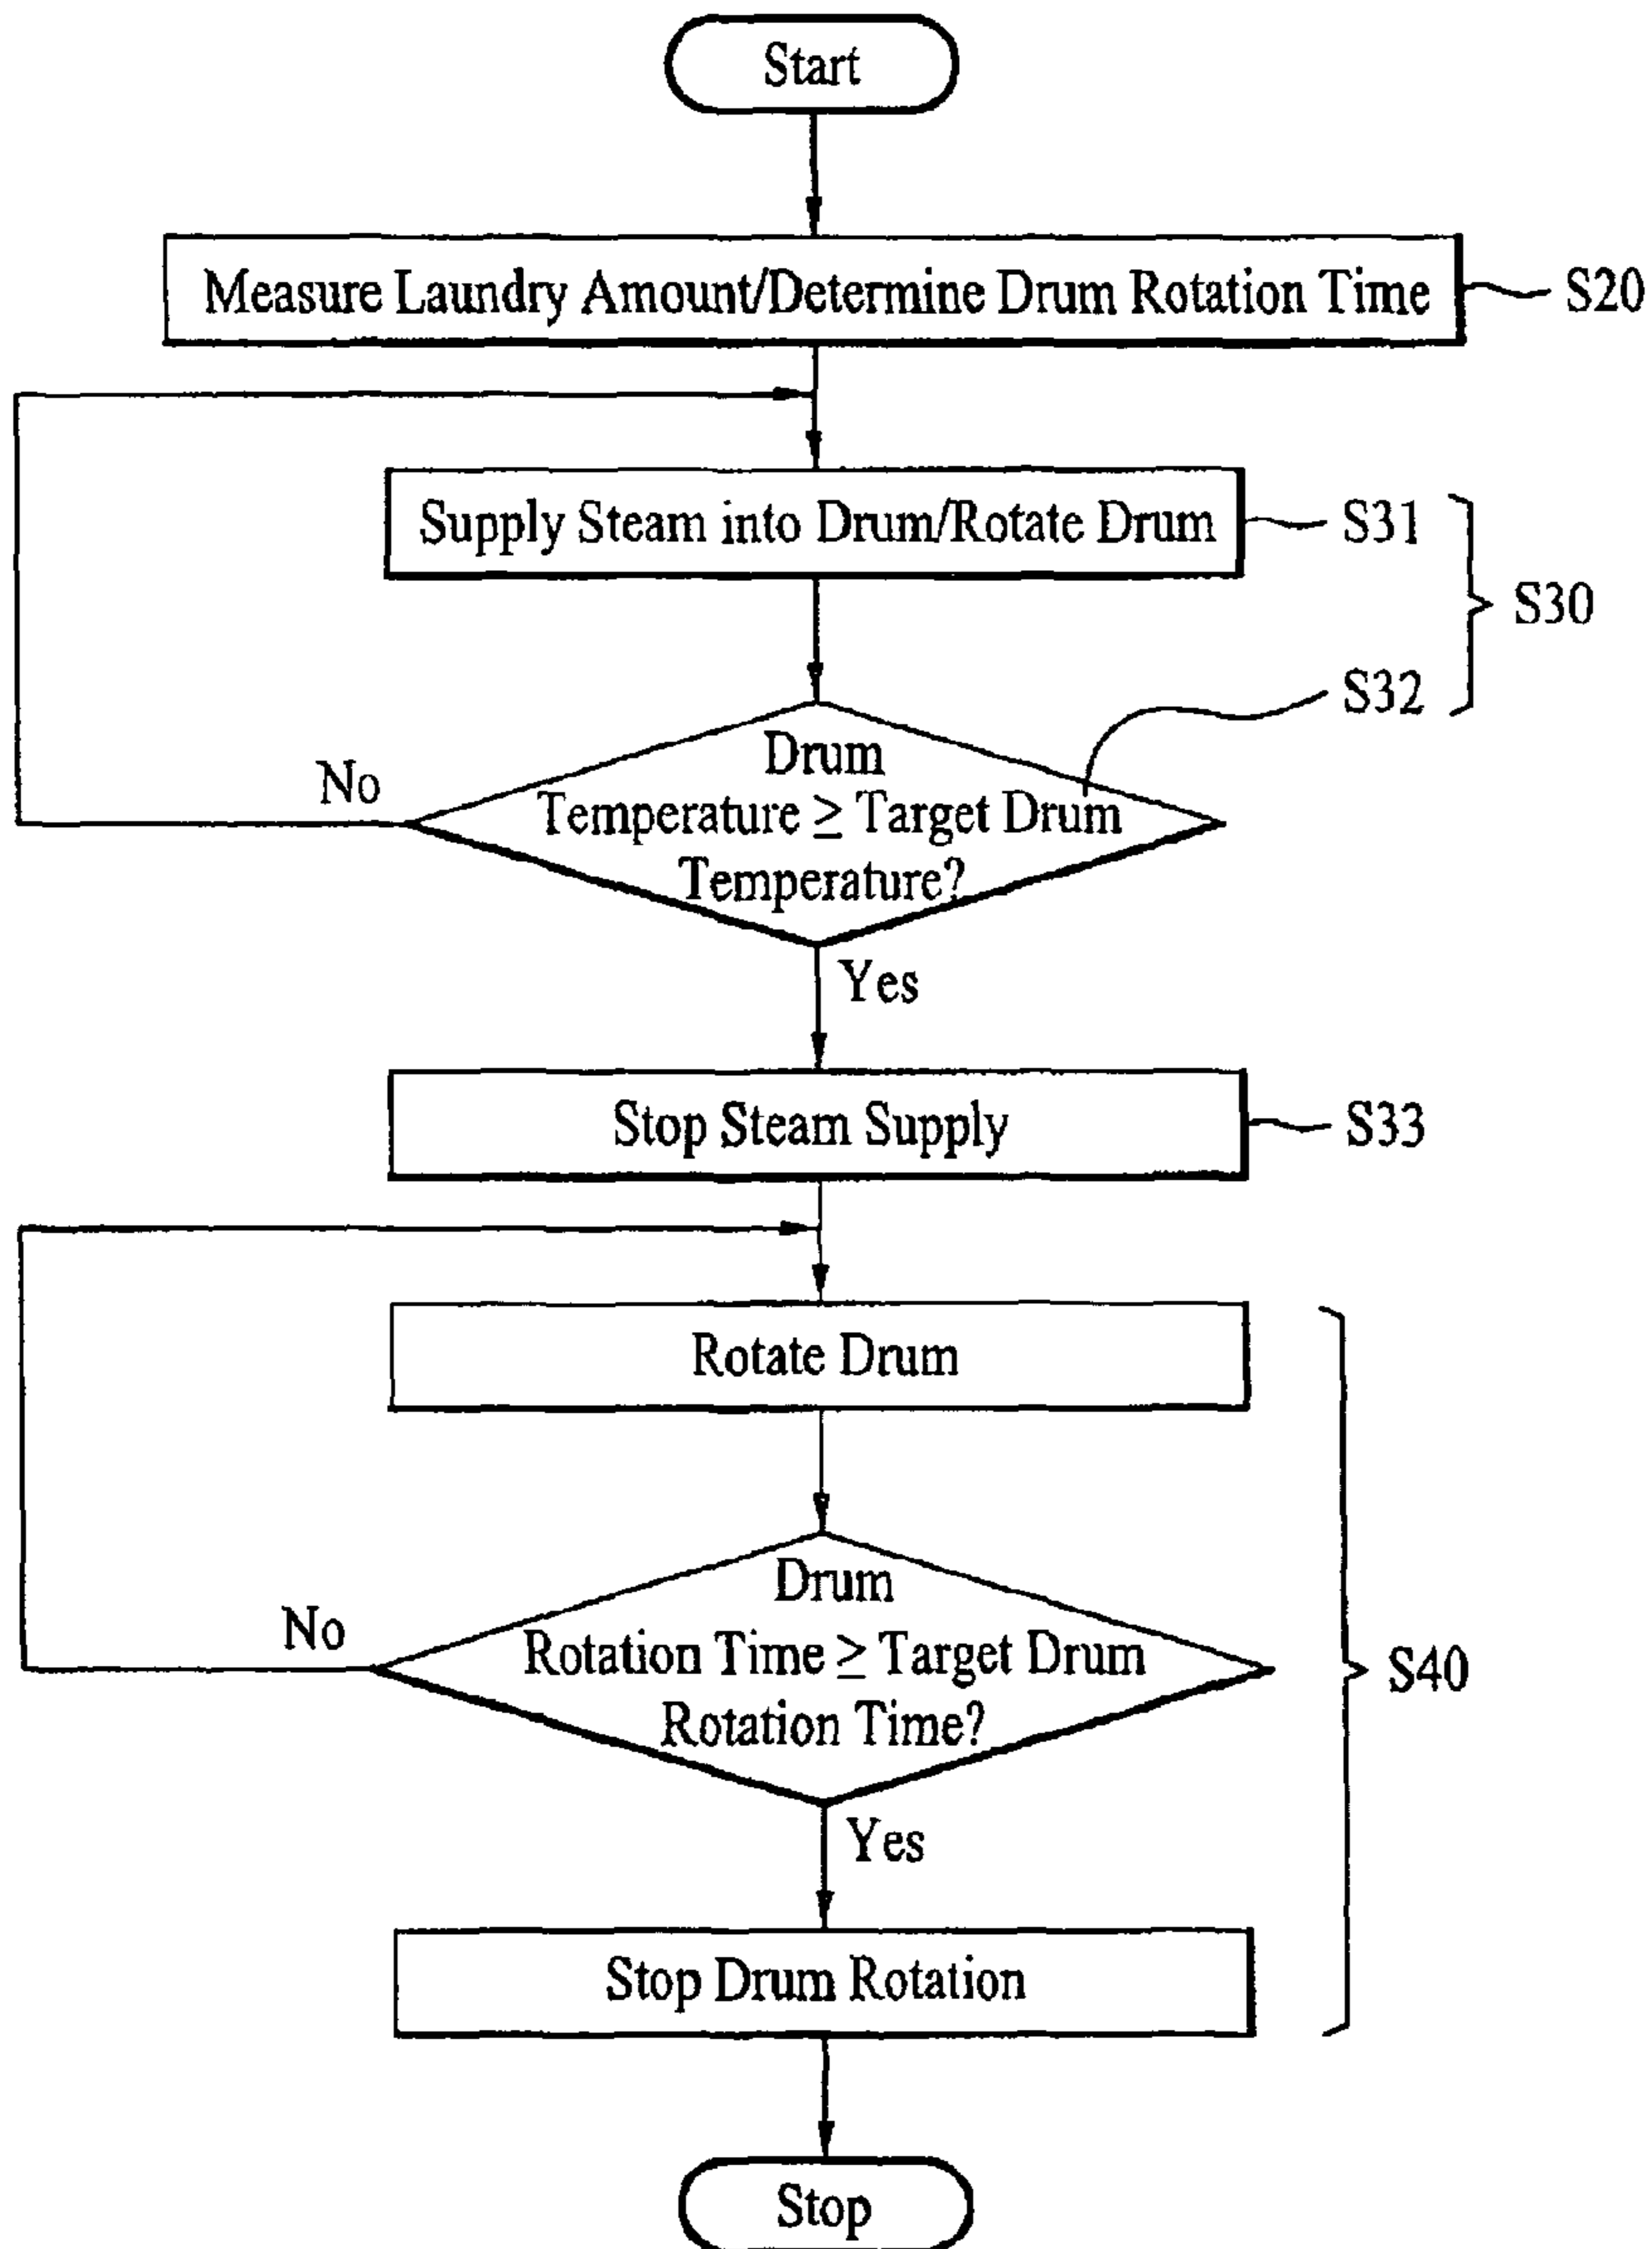 Start
Measure Laundry Amount/Determine Drum Rotation Time
S20
Supply Steam into Drum/Rotate Drum
S31
S30
S32
Drum
Temperature ≥ Target Drum
Temperature?
No
Yes
Stop Steam Supply
S33
Rotate Drum
Drum
Rotation Time ≥ Target Drum
Rotation Time?
No
S40
Yes
Stop Drum Rotation
Stop